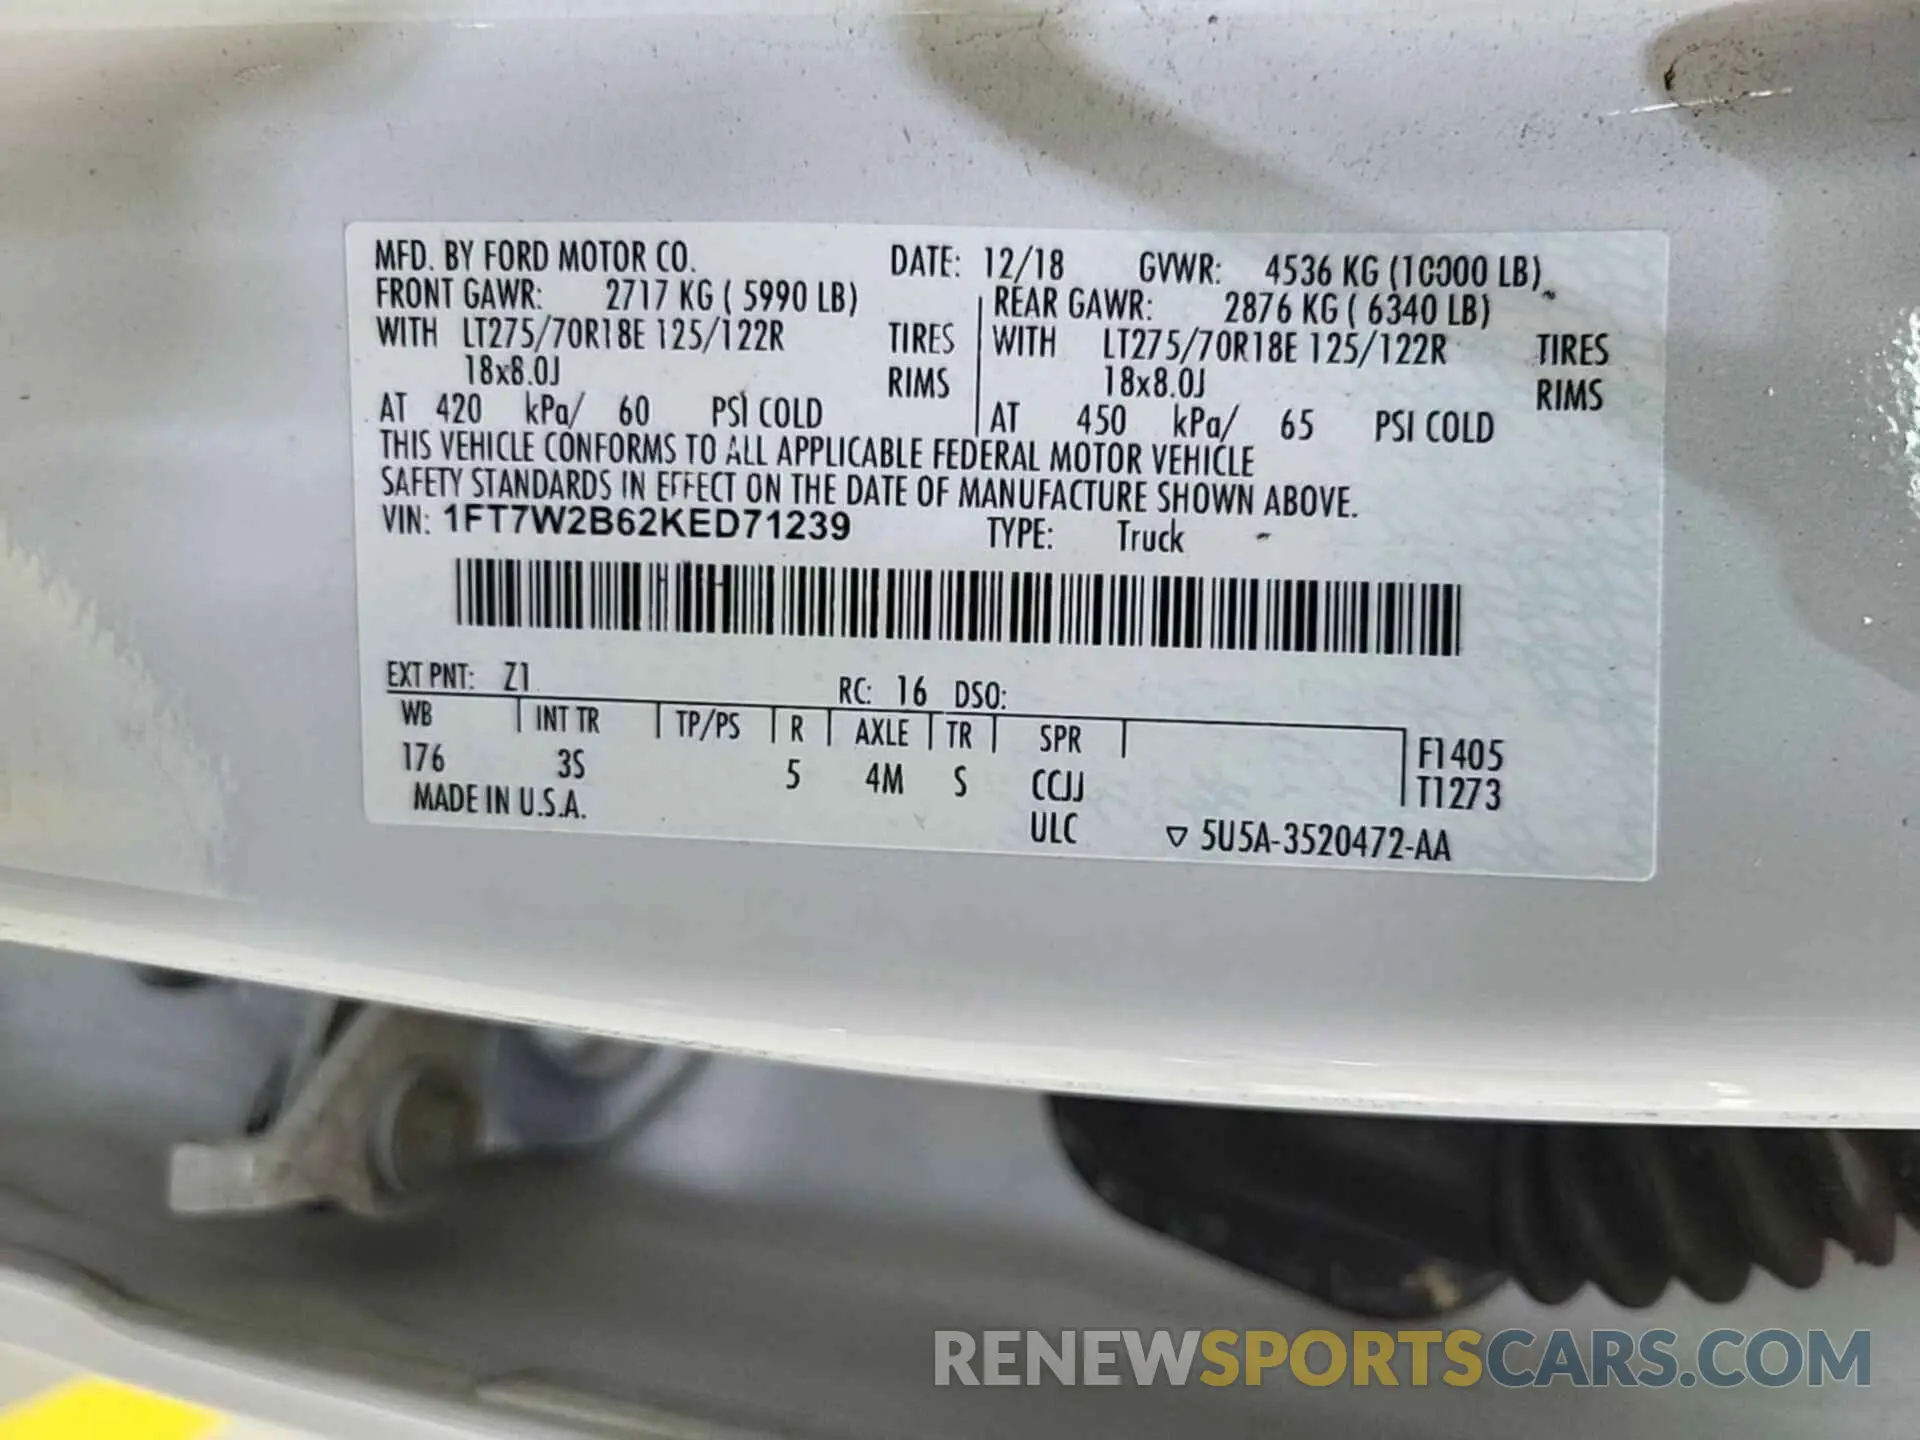 MFD. BY FORD MOTOR CO. DATE: 12/18 GVWR: 4536 KG (10000 LB)
FRONT GAWR: 2717 KG ( 5990 LB) REAR GAWR: 2876 KG ( 6340 LB)
WITH LT275/70R18E 125/122R TIRES WITH LT275/70R18E 125/122R TIRES
18x8.0J RIMS 18x8.0J RIMS
AT 420 kPa/ 60 PSI COLD AT 450 kPa/ 65 PSI COLD
THIS VEHICLE CONFORMS TO ALL APPLICABLE FEDERAL MOTOR VEHICLE
SAFETY STANDARDS IN EFFECT ON THE DATE OF MANUFACTURE SHOWN ABOVE.
VIN: 1FT7W2B62KED71239 TYPE: Truck
EXT PNT: Z1 RC: 16 DSO:
WB INT TR TP/PS R AXLE TR SPR F1405
176 3S 5 4M S CCJJ T1273
MADE IN U.S.A. ULC ▽ 5U5A-3520472-AA
RENEWSPORTSCARS.COM